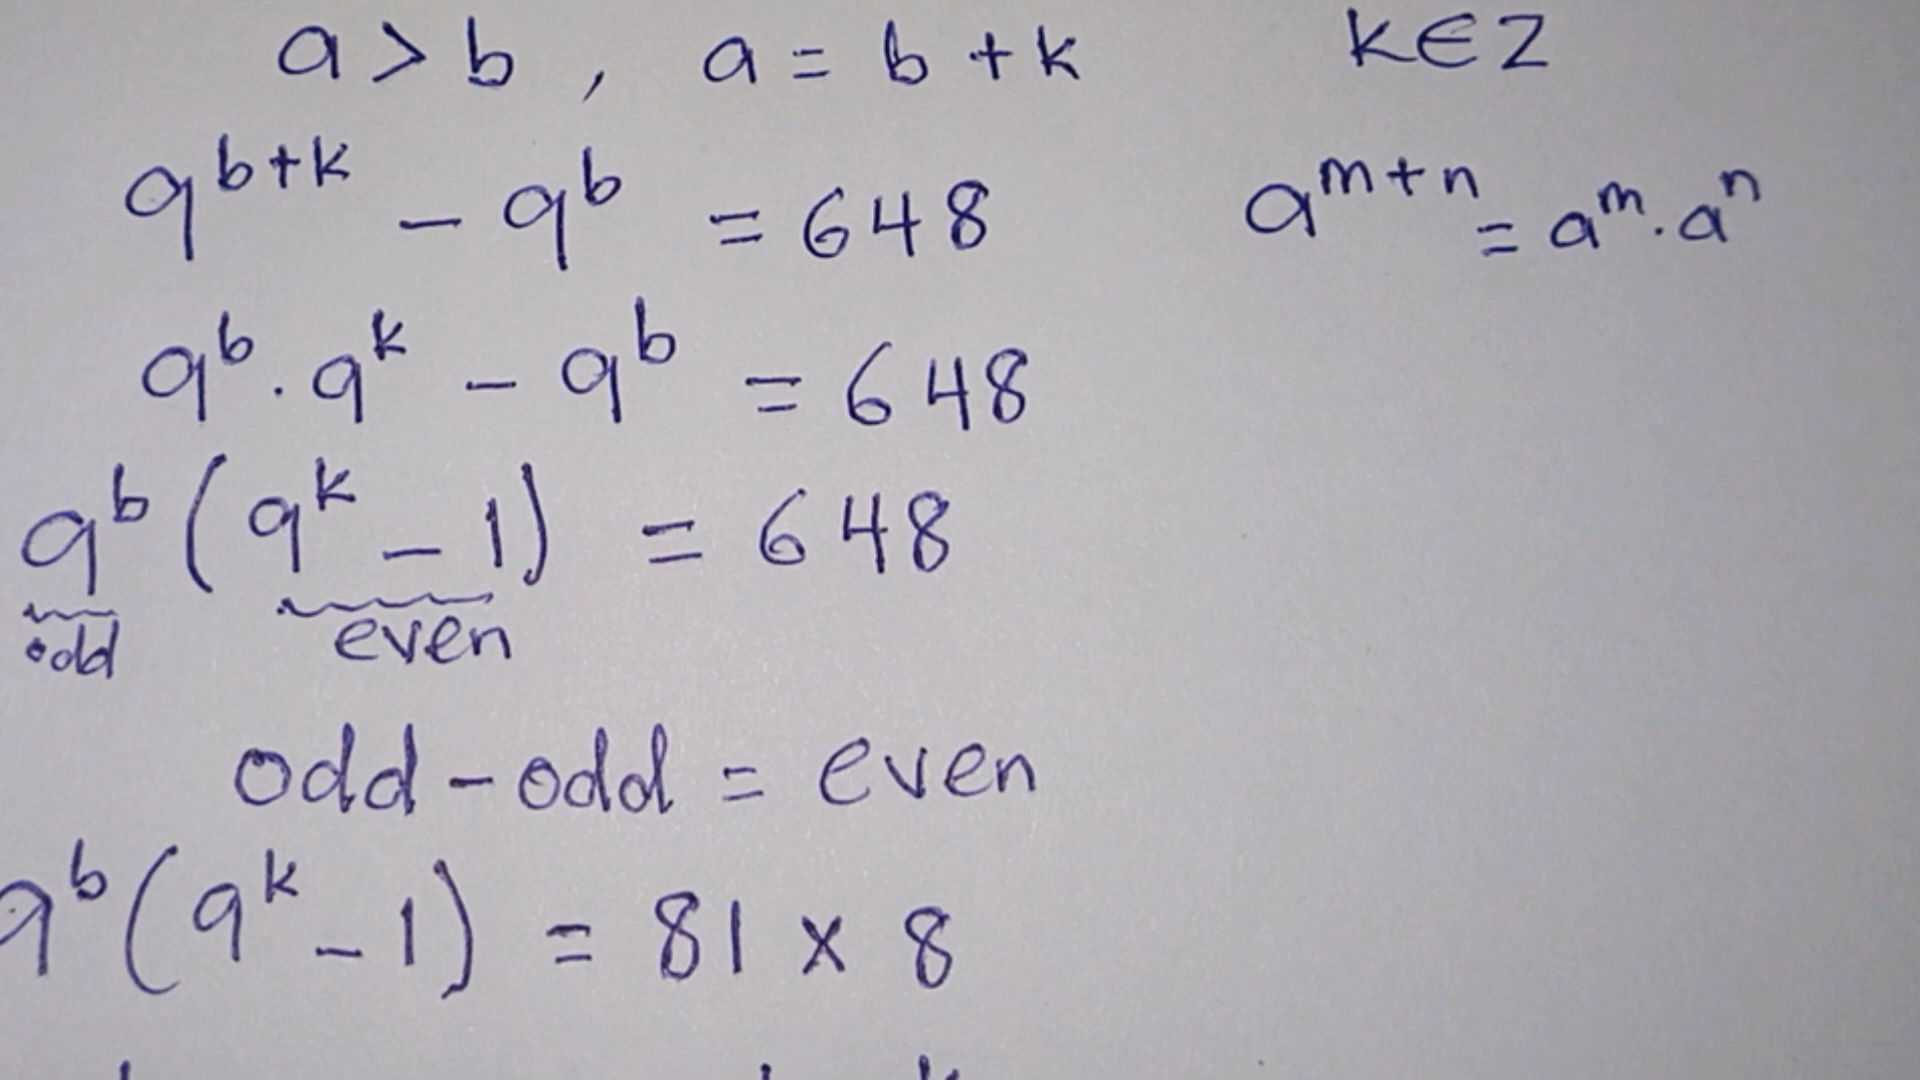 a > b , a = b + k k∈Z
9^{b+k} - 9^b = 648 a^{m+n} = a^m . a^n
9^b . 9^k - 9^b = 648
9^b (9^k - 1) = 648
odd even
odd - odd = even
9^b (9^k - 1) = 81 x 8